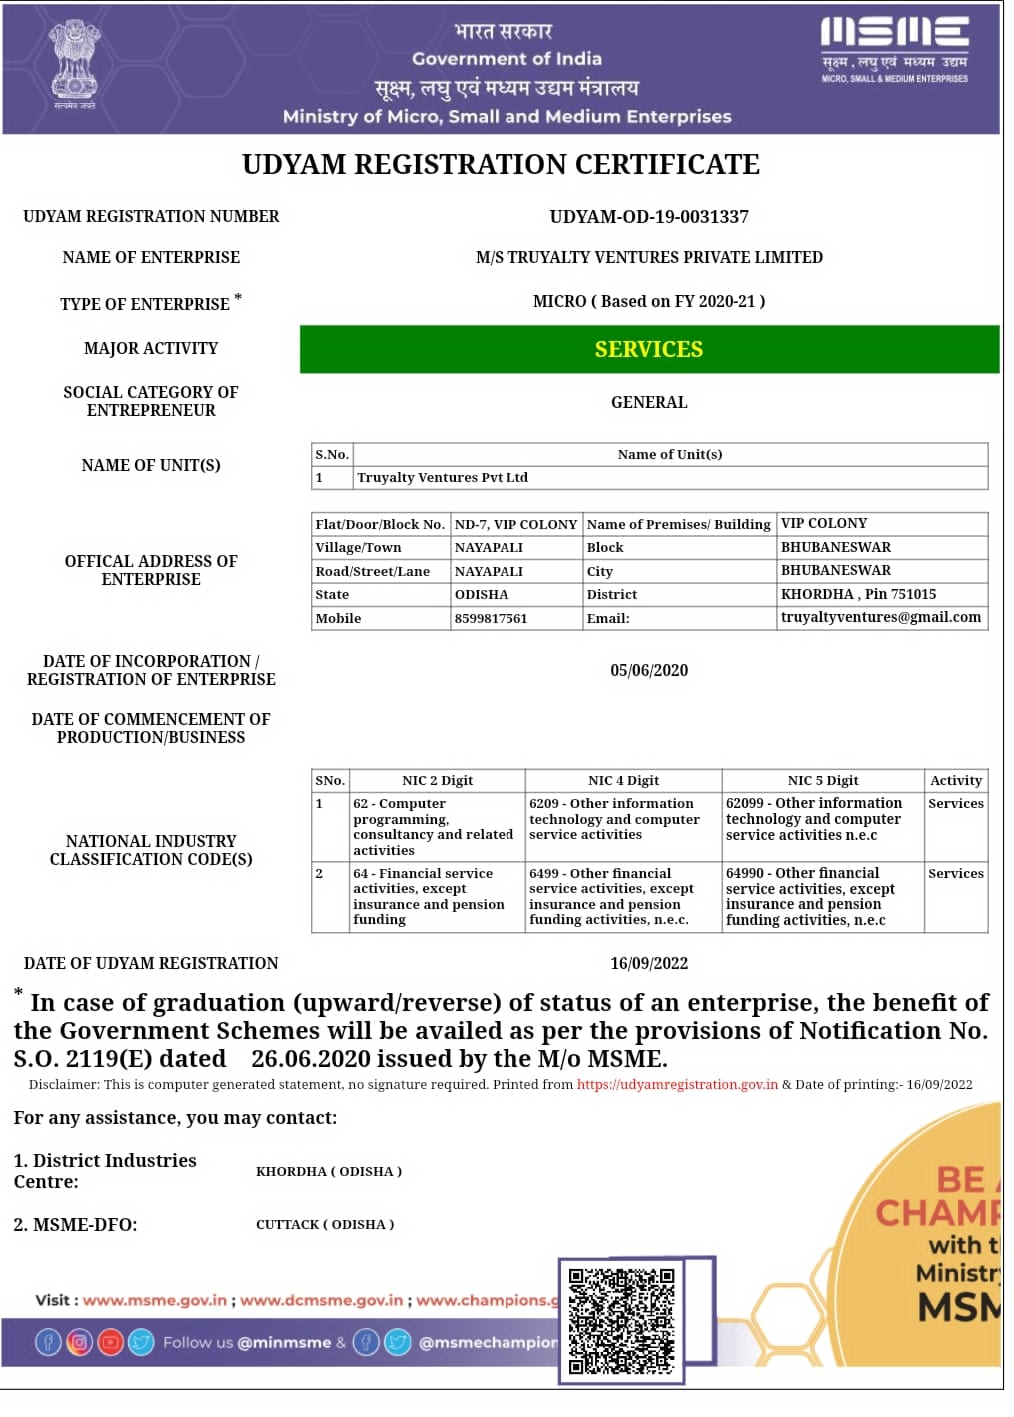 भारत सरकार
Government of India
सूक्ष्म, लघु एवं मध्यम उद्यम मंत्रालय
Ministry of Micro, Small and Medium Enterprises
सत्यमेव जयते
MSME
सूक्ष्म , लघु एवं मध्यम उद्यम
MICRO, SMALL & MEDIUM ENTERPRISES
UDYAM REGISTRATION CERTIFICATE
UDYAM REGISTRATION NUMBER UDYAM-OD-19-0031337
NAME OF ENTERPRISE M/S TRUYALTY VENTURES PRIVATE LIMITED
TYPE OF ENTERPRISE * MICRO ( Based on FY 2020-21 )
MAJOR ACTIVITY SERVICES
SOCIAL CATEGORY OF
ENTREPRENEUR
GENERAL
NAME OF UNIT(S)
S.No. Name of Unit(s)
1 Truyalty Ventures Pvt Ltd
OFFICAL ADDRESS OF
ENTERPRISE
Flat/Door/Block No. ND-7, VIP COLONY Name of Premises/ Building VIP COLONY
Village/Town NAYAPALI Block BHUBANESWAR
Road/Street/Lane NAYAPALI City BHUBANESWAR
State ODISHA District KHORDHA , Pin 751015
Mobile 8599817561 Email: truyaltyventures@gmail.com
DATE OF INCORPORATION /
REGISTRATION OF ENTERPRISE
05/06/2020
DATE OF COMMENCEMENT OF
PRODUCTION/BUSINESS
NATIONAL INDUSTRY
CLASSIFICATION CODE(S)
SNo. NIC 2 Digit NIC 4 Digit NIC 5 Digit Activity
1 62 - Computer 6209 - Other information 62099 - Other information Services
programming, technology and computer technology and computer
consultancy and related service activities service activities n.e.c
activities
2 64 - Financial service 6499 - Other financial 64990 - Other financial Services
activities, except service activities, except service activities, except
insurance and pension insurance and pension insurance and pension
funding funding activities, n.e.c. funding activities, n.e.c
DATE OF UDYAM REGISTRATION 16/09/2022
* In case of graduation (upward/reverse) of status of an enterprise, the benefit of
the Government Schemes will be availed as per the provisions of Notification No.
S.O. 2119(E) dated 26.06.2020 issued by the M/o MSME.
Disclaimer: This is computer generated statement, no signature required. Printed from https://udyamregistration.gov.in & Date of printing:- 16/09/2022
For any assistance, you may contact:
1. District Industries
Centre:
KHORDHA ( ODISHA )
2. MSME-DFO: CUTTACK ( ODISHA )
BE A
CHAMP
with t
Ministr
MSM
Visit : www.msme.gov.in ; www.dcmsme.gov.in ; www.champions.g
Follow us @minmsme & @msmechampion